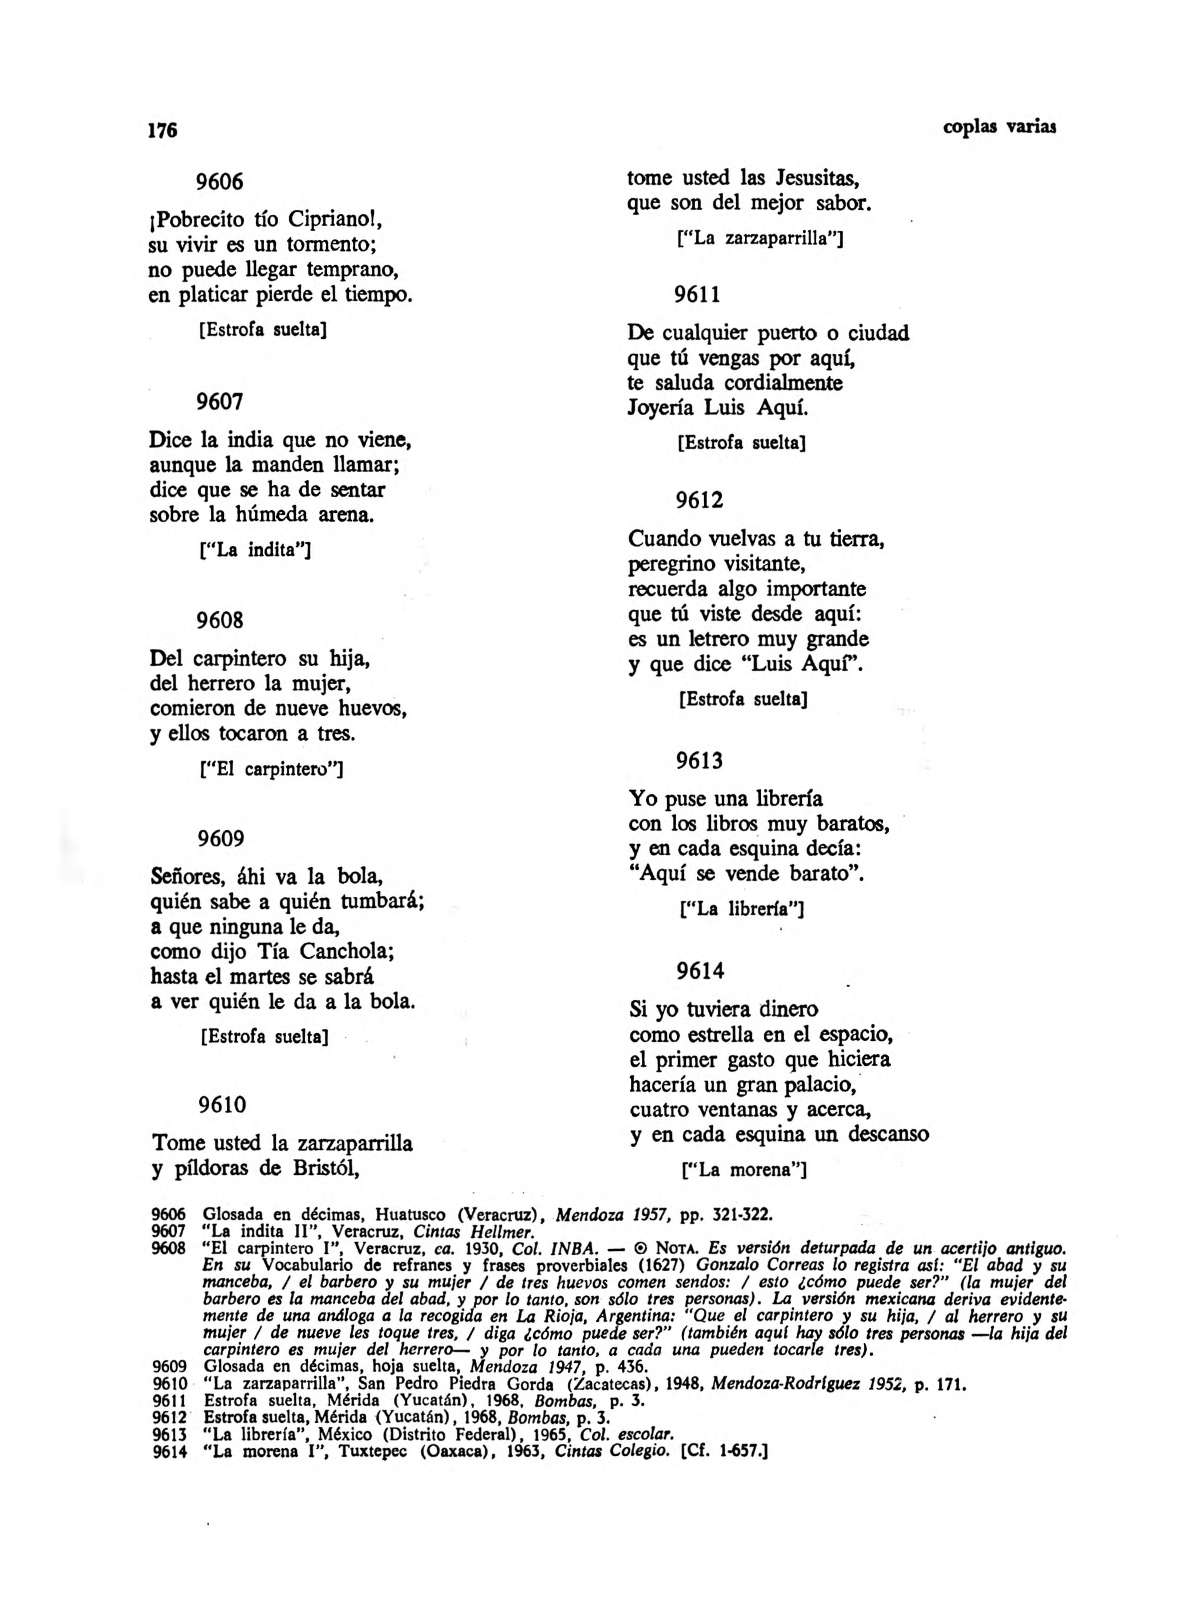 176
coplas varias
9606
¡Pobrecito tío Cipriano!,
su vivir es un tormento;
no puede llegar temprano,
en platicar pierde el tiempo.
[Estrofa suelta]
9607
Dice la india que no viene,
aunque la manden llamar;
dice que se ha de sentar
sobre la húmeda arena.
["La indita"]
9608
Del carpintero su hija,
del herrero la mujer,
comieron de nueve huevos,
y ellos tocaron a tres.
["El carpintero"]
9609
Señores, áhi va la bola,
quién sabe a quién tumbará;
a que ninguna le da,
como dijo Tía Canchola;
hasta el martes se sabrá
a ver quién le da a la bola.
[Estrofa suelta]
9610
Tome usted la zarzaparrilla
y píldoras de Bristól,
tome usted las Jesusitas,
que son del mejor sabor.
["La zarzaparrilla"]
9611
De cualquier puerto o ciudad
que tú vengas por aquí,
te saluda cordialmente
Joyería Luis Aquí.
[Estrofa suelta]
9612
Cuando vuelvas a tu tierra,
peregrino visitante,
recuerda algo importante
que tú viste desde aquí:
es un letrero muy grande
y que dice “Luis Aquí”.
[Estrofa suelta]
9613
Yo puse una librería
con los libros muy baratos,
y en cada esquina decía:
“Aquí se vende barato”.
["La librería"]
9614
Si yo tuviera dinero
como estrella en el espacio,
el primer gasto que hiciera
hacería un gran palacio,
cuatro ventanas y acerca,
y en cada esquina un descanso
["La morena"]
9606 Glosada en décimas, Huatusco (Veracruz), Mendoza 1957, pp. 321-322.
9607 "La indita II", Veracruz, Cintas Hellmer.
9608 "El carpintero I", Veracruz, ca. 1930, Col. INBA. — ® NOTA. Es versión deturpada de un acertijo antiguo.
En su Vocabulario de refranes y frases proverbiales (1627) Gonzalo Correas lo registra así: "El abad y su
manceba, / el barbero y su mujer / de tres huevos comen sendos: / esto ¿cómo puede ser?" (la mujer del
barbero es la manceba del abad, y por lo tanto, son sólo tres personas). La versión mexicana deriva evidente-
mente de una análoga a la recogida en La Rioja, Argentina: "Que el carpintero y su hija, / al herrero y su
mujer / de nueve les toque tres, / diga ¿cómo puede ser?" (también aquí hay sólo tres personas —la hija del
carpintero es mujer del herrero— y por lo tanto, a cada una pueden tocarle tres).
9609 Glosada en décimas, hoja suelta, Mendoza 1947, p. 436.
9610 "La zarzaparrilla", San Pedro Piedra Gorda (Zacatecas), 1948, Mendoza-Rodríguez 1952, p. 171.
9611 Estrofa suelta, Mérida (Yucatán), 1968, Bombas, p. 3.
9612 Estrofa suelta, Mérida (Yucatán), 1968, Bombas, p. 3.
9613 "La librería", México (Distrito Federal), 1965, Col. escolar.
9614 "La morena I", Tuxtepec (Oaxaca), 1963, Cintas Colegio. [Cf. 1-657.]